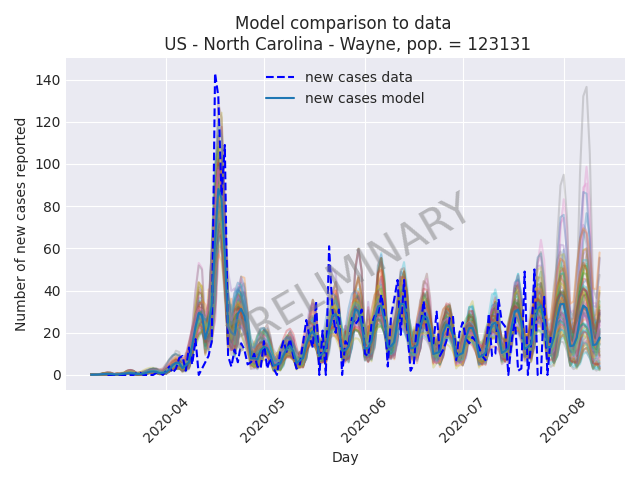 Model comparison to data
US - North Carolina - Wayne, pop. = 123131
new cases data
new cases model
PRELIMINARY
Number of new cases reported
140
120
100
80
60
40
20
0
2020-04
2020-05
2020-06
2020-07
2020-08
Day